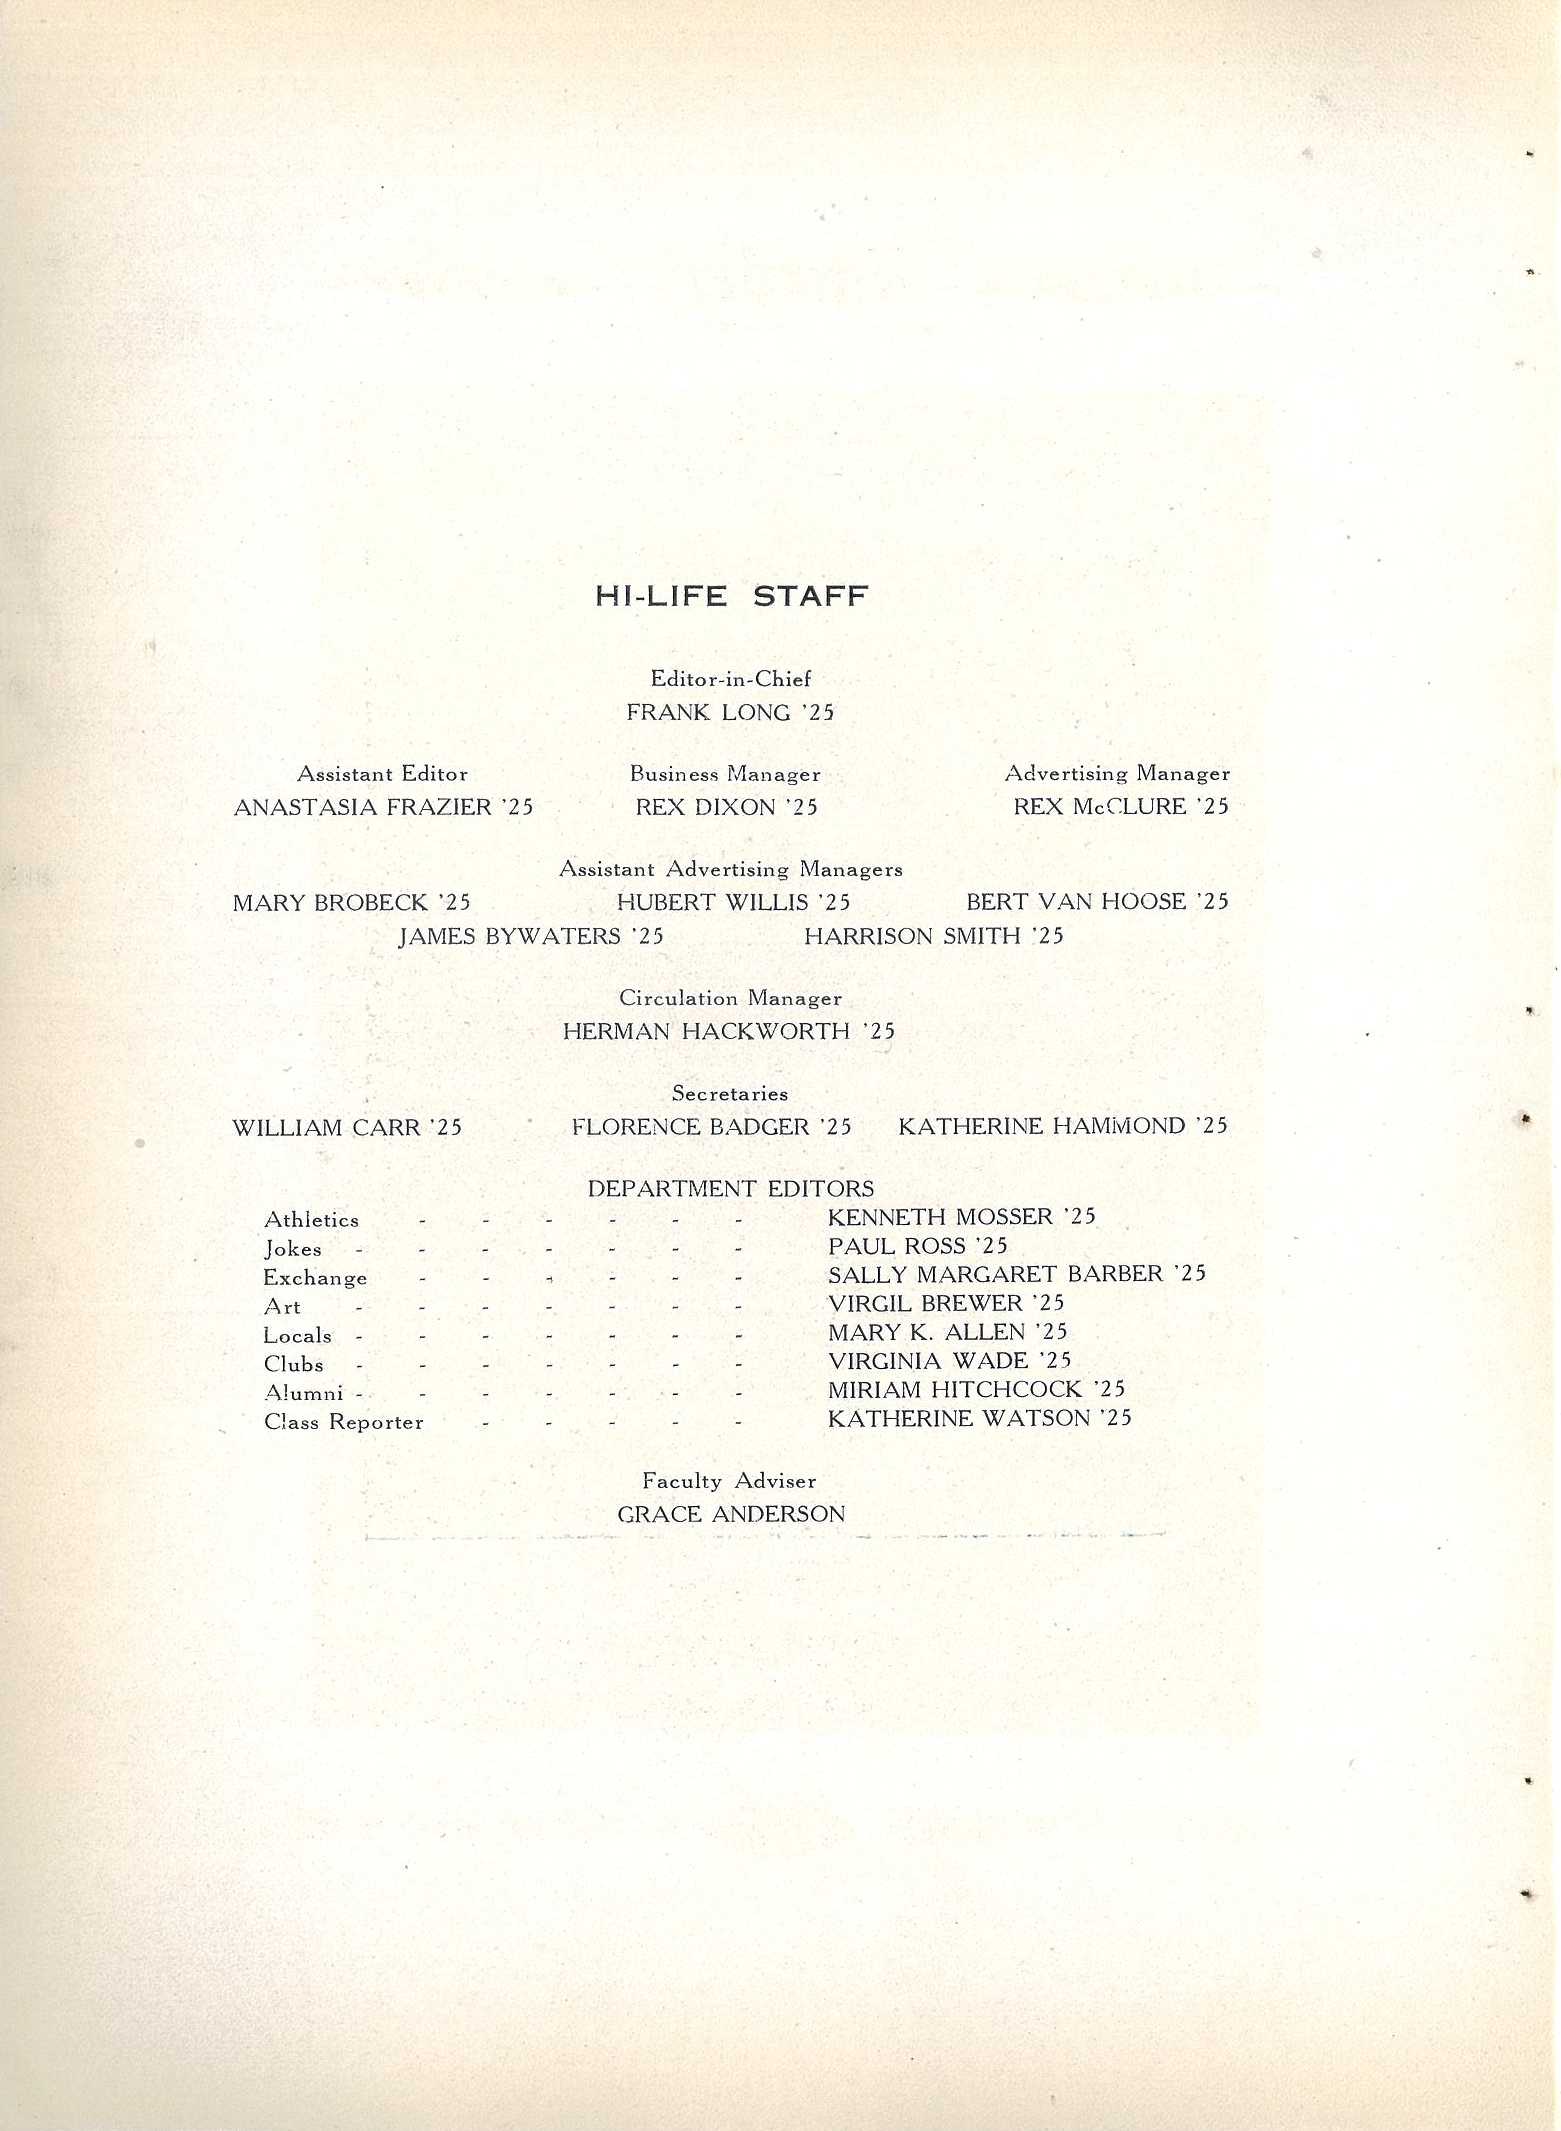 HI-LIFE STAFF
Editor-in-Chief
FRANK LONG '25
Assistant Editor Business Manager Advertising Manager
ANASTASIA FRAZIER '25 REX DIXON '25 REX McCLURE '25
Assistant Advertising Managers
MARY BROBECK '25 HUBERT WILLIS '25 BERT VAN HOOSE '25
JAMES BYWATERS '25 HARRISON SMITH '25
Circulation Manager
HERMAN HACKWORTH '25
Secretaries
WILLIAM CARR '25 FLORENCE BADGER '25 KATHERINE HAMMOND '25
DEPARTMENT EDITORS
Athletics - - - - - - KENNETH MOSSER '25
Jokes - - - - - - - PAUL ROSS '25
Exchange - - - - - - SALLY MARGARET BARBER '25
Art - - - - - - - VIRGIL BREWER '25
Locals - - - - - - - MARY K. ALLEN '25
Clubs - - - - - - - VIRGINIA WADE '25
Alumni - - - - - - - MIRIAM HITCHCOCK '25
Class Reporter - - - - - KATHERINE WATSON '25
Faculty Adviser
GRACE ANDERSON